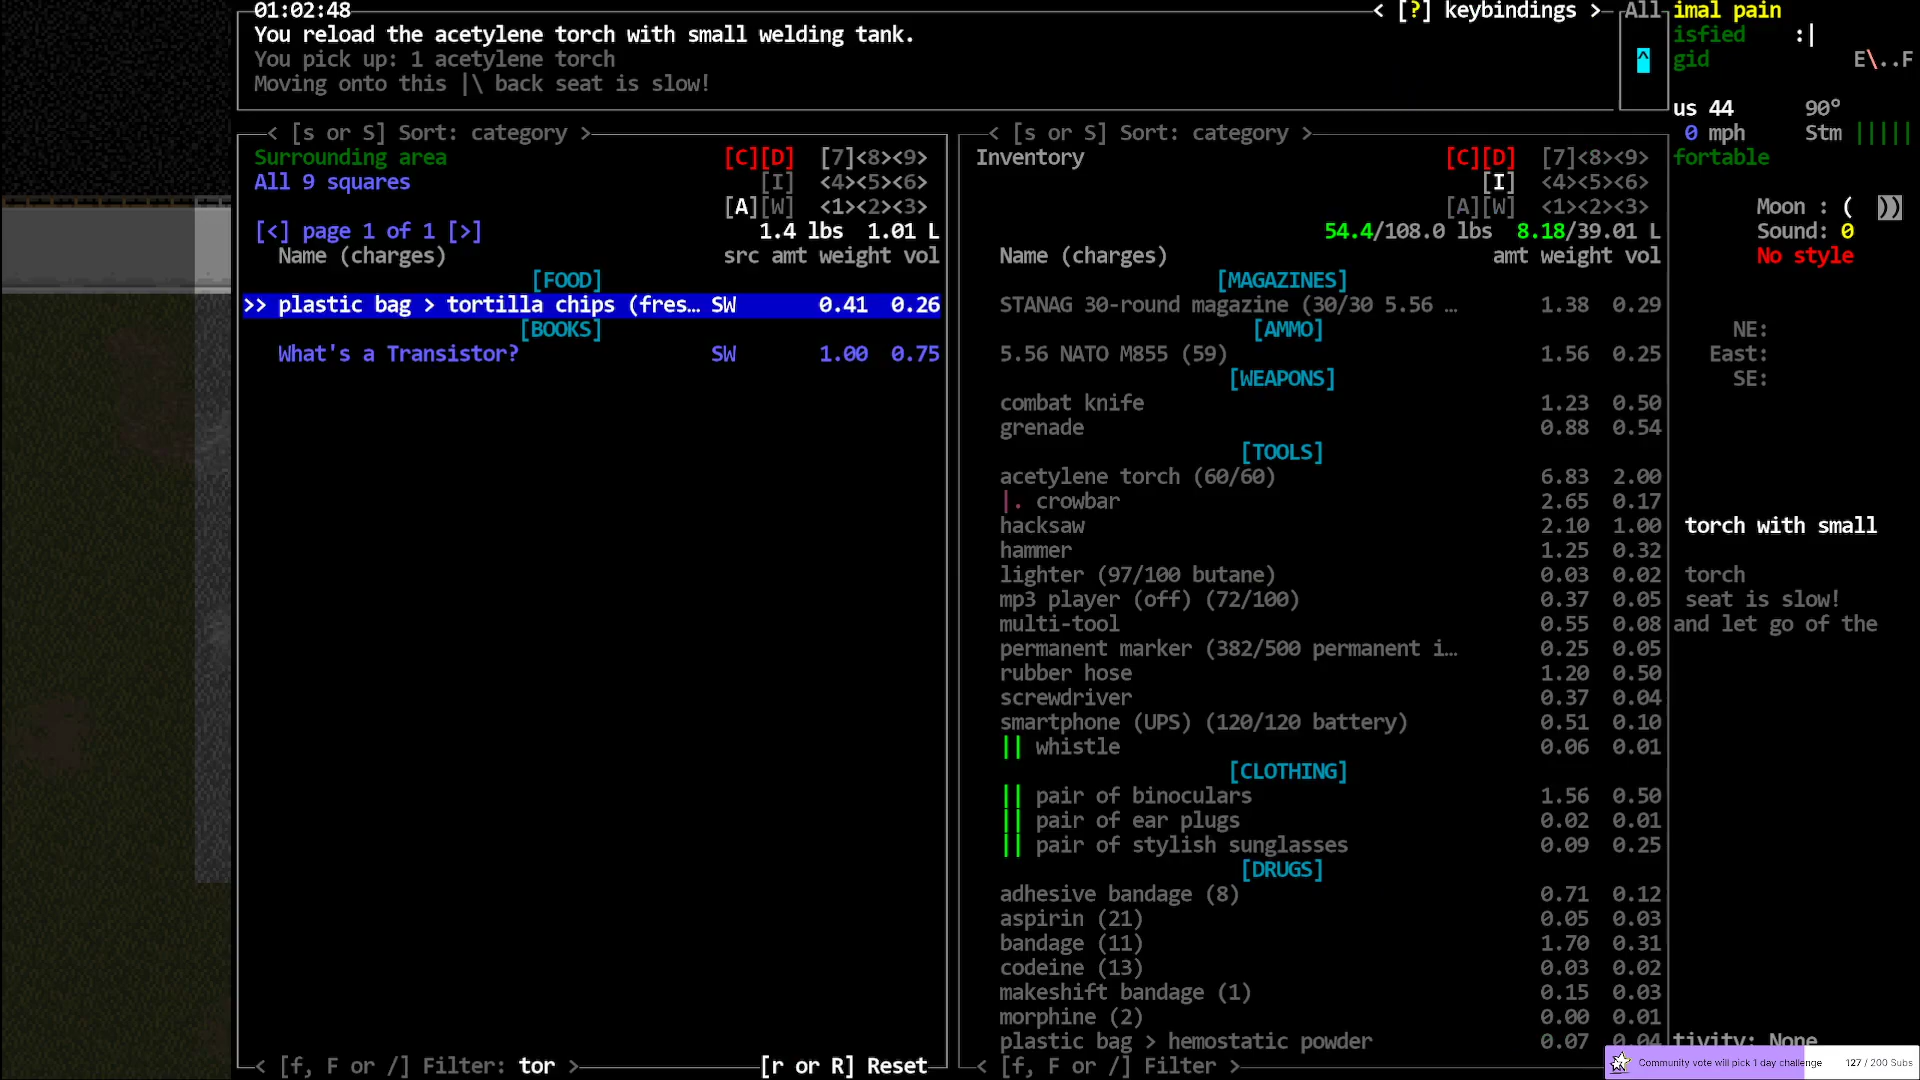 01:02:48 < [?] keybindings > All imal pain
You reload the acetylene torch with small welding tank. isfied :|
You pick up: 1 acetylene torch ^ gid E\..F
Moving onto this |\ back seat is slow!
us 44 90°
< [s or S] Sort: category > < [s or S] Sort: category > 0 mph Stm |||||
Surrounding area [C][D] [7]<8><9> Inventory [C][D] [7]<8><9> fortable
All 9 squares [I] <4><5><6> [I] <4><5><6>
[A][W] <1><2><3> [A][W] <1><2><3> Moon : ( ))
[<] page 1 of 1 [>] 1.4 lbs 1.01 L 54.4/108.0 lbs 8.18/39.01 L Sound: 0
Name (charges) src amt weight vol Name (charges) amt weight vol No style
[FOOD] [MAGAZINES]
>> plastic bag > tortilla chips (fres… SW 0.41 0.26 STANAG 30-round magazine (30/30 5.56 … 1.38 0.29
[BOOKS] [AMMO] NE:
What's a Transistor? SW 1.00 0.75 5.56 NATO M855 (59) 1.56 0.25 East:
[WEAPONS] SE:
combat knife 1.23 0.50
grenade 0.88 0.54
[TOOLS]
acetylene torch (60/60) 6.83 2.00
|. crowbar 2.65 0.17
hacksaw 2.10 1.00 torch with small
hammer 1.25 0.32
lighter (97/100 butane) 0.03 0.02 torch
mp3 player (off) (72/100) 0.37 0.05 seat is slow!
multi-tool 0.55 0.08 and let go of the
permanent marker (382/500 permanent i… 0.25 0.05
rubber hose 1.20 0.50
screwdriver 0.37 0.04
smartphone (UPS) (120/120 battery) 0.51 0.10
|| whistle 0.06 0.01
[CLOTHING]
|| pair of binoculars 1.56 0.50
|| pair of ear plugs 0.02 0.01
|| pair of stylish sunglasses 0.09 0.25
[DRUGS]
adhesive bandage (8) 0.71 0.12
aspirin (21) 0.05 0.03
bandage (11) 1.70 0.31
codeine (13) 0.03 0.02
makeshift bandage (1) 0.15 0.03
morphine (2) 0.00 0.01
plastic bag > hemostatic powder 0.07 0.04 tivity: None
< [f, F or /] Filter: tor > [r or R] Reset < [f, F or /] Filter >
Community vote will pick 1 day challenge 127 / 200 Subs